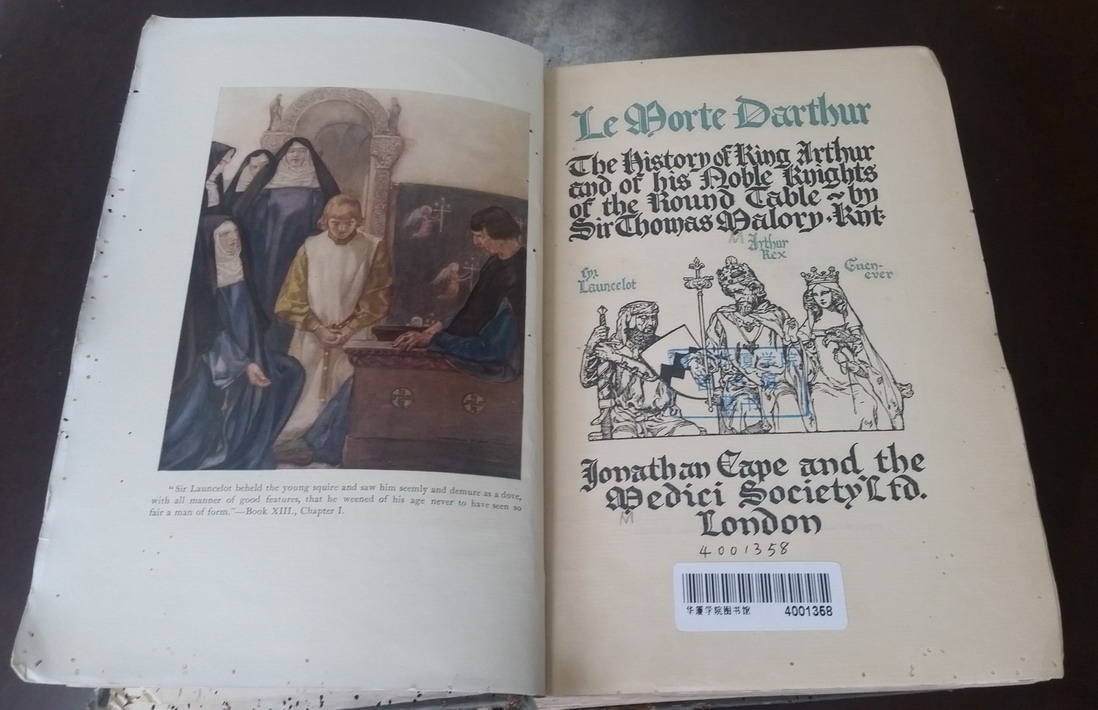 "Sir Launcelot beheld the young squire and saw him seemly and demure as a dove,
with all manner of good features, that he weened of his age never to have seen so
fair a man of form."—Book XIII., Chapter I.
Le Morte Darthur
The History of King Arthur
and of his Noble Knights
of the Round Table ~ by
Sir Thomas Malory · Knt·
M
Arthur
Rex
Syr
Launcelot
Guen-
ever
Jonathan Cape and the
Medici Society Ltd.
M
London
4001358
华厦学院图书馆 4001358